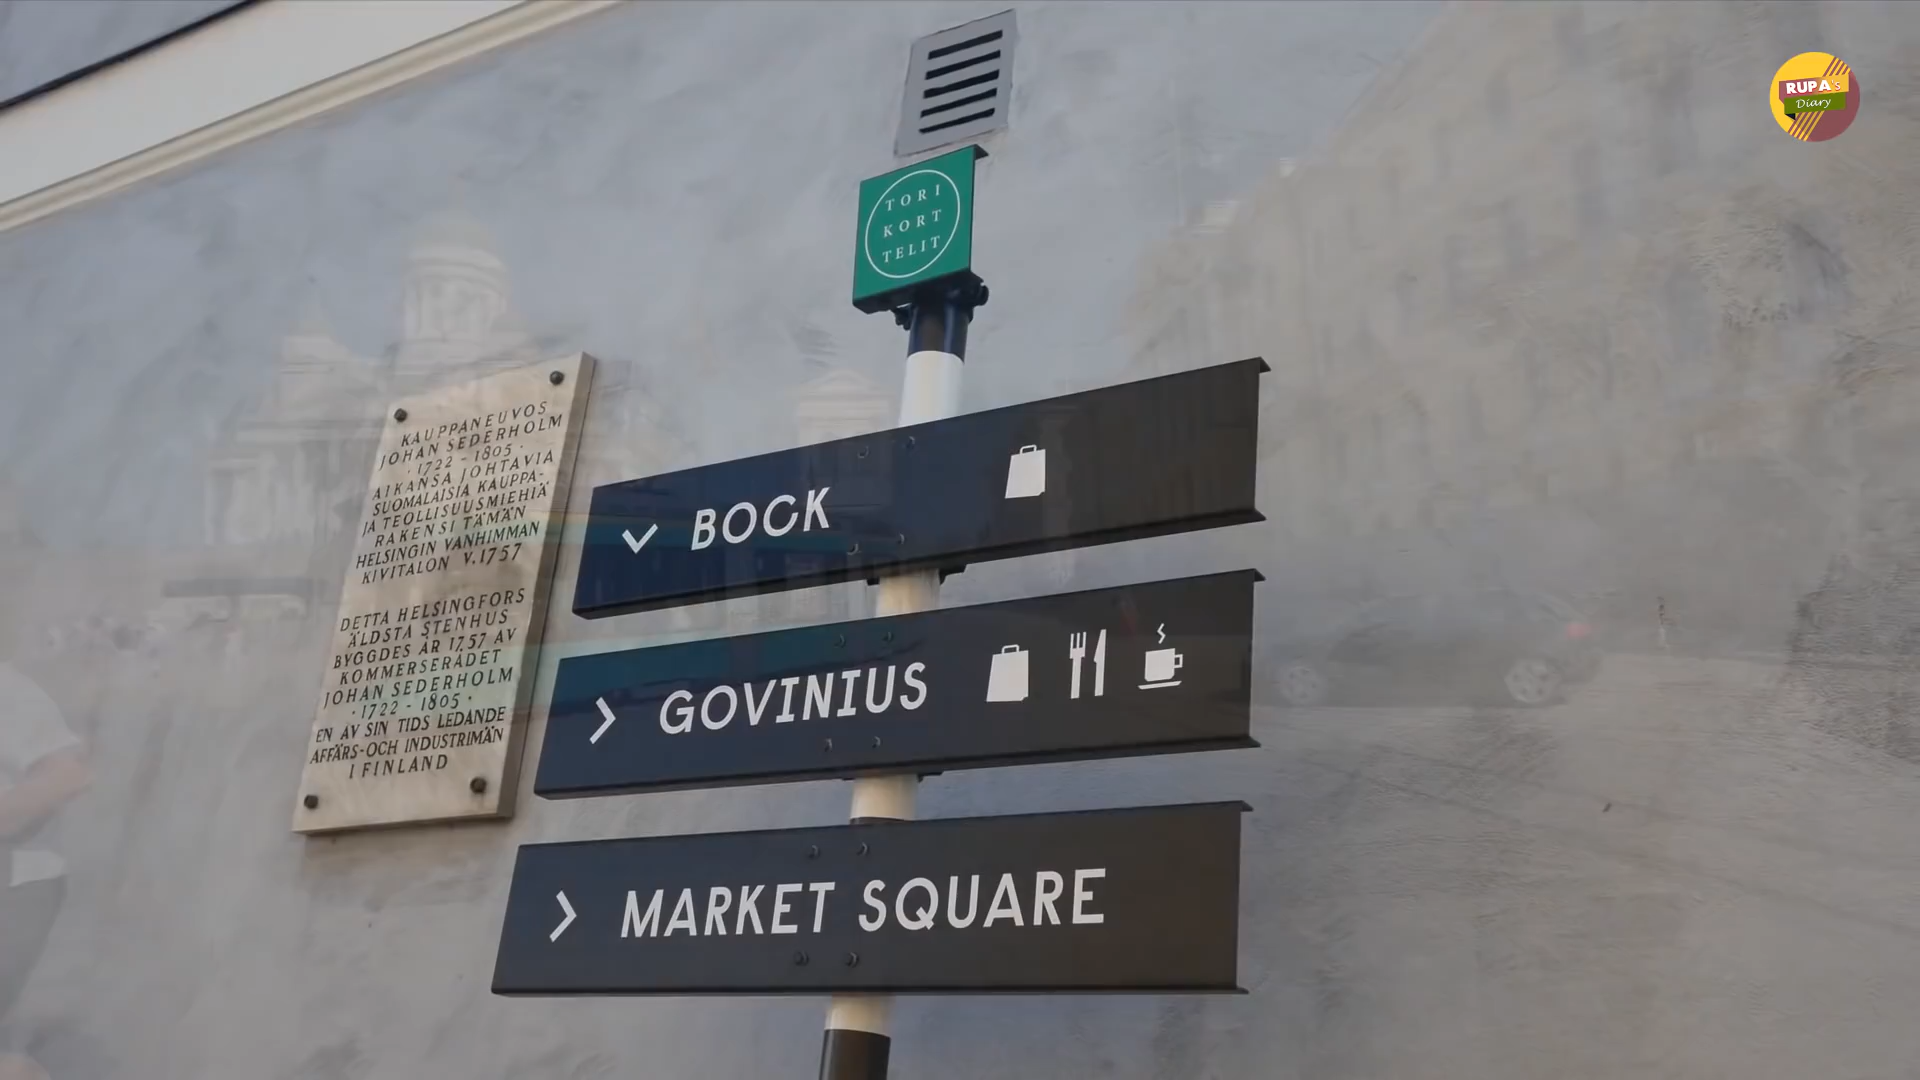 RUPA's
Diary
TORI
KORT
TELIT
KAUPPANEUVOS
JOHAN SEDERHOLM
· 1722 - 1805 ·
AIKANSA JOHTAVIA
SUOMALAISIA KAUPPA-
JA TEOLLISUUSMIEHIÄ
RAKENSI TÄMÄN
HELSINGIN VANHIMMAN
KIVITALON V. 1757
DETTA HELSINGFORS
ÄLDSTA STENHUS
BYGGDES ÅR 1757 AV
KOMMERSERÅDET
JOHAN SEDERHOLM
· 1722 - 1805 ·
EN AV SIN TIDS LEDANDE
AFFÄRS-OCH INDUSTRIMÄN
I FINLAND
BOCK
GOVINIUS
MARKET SQUARE